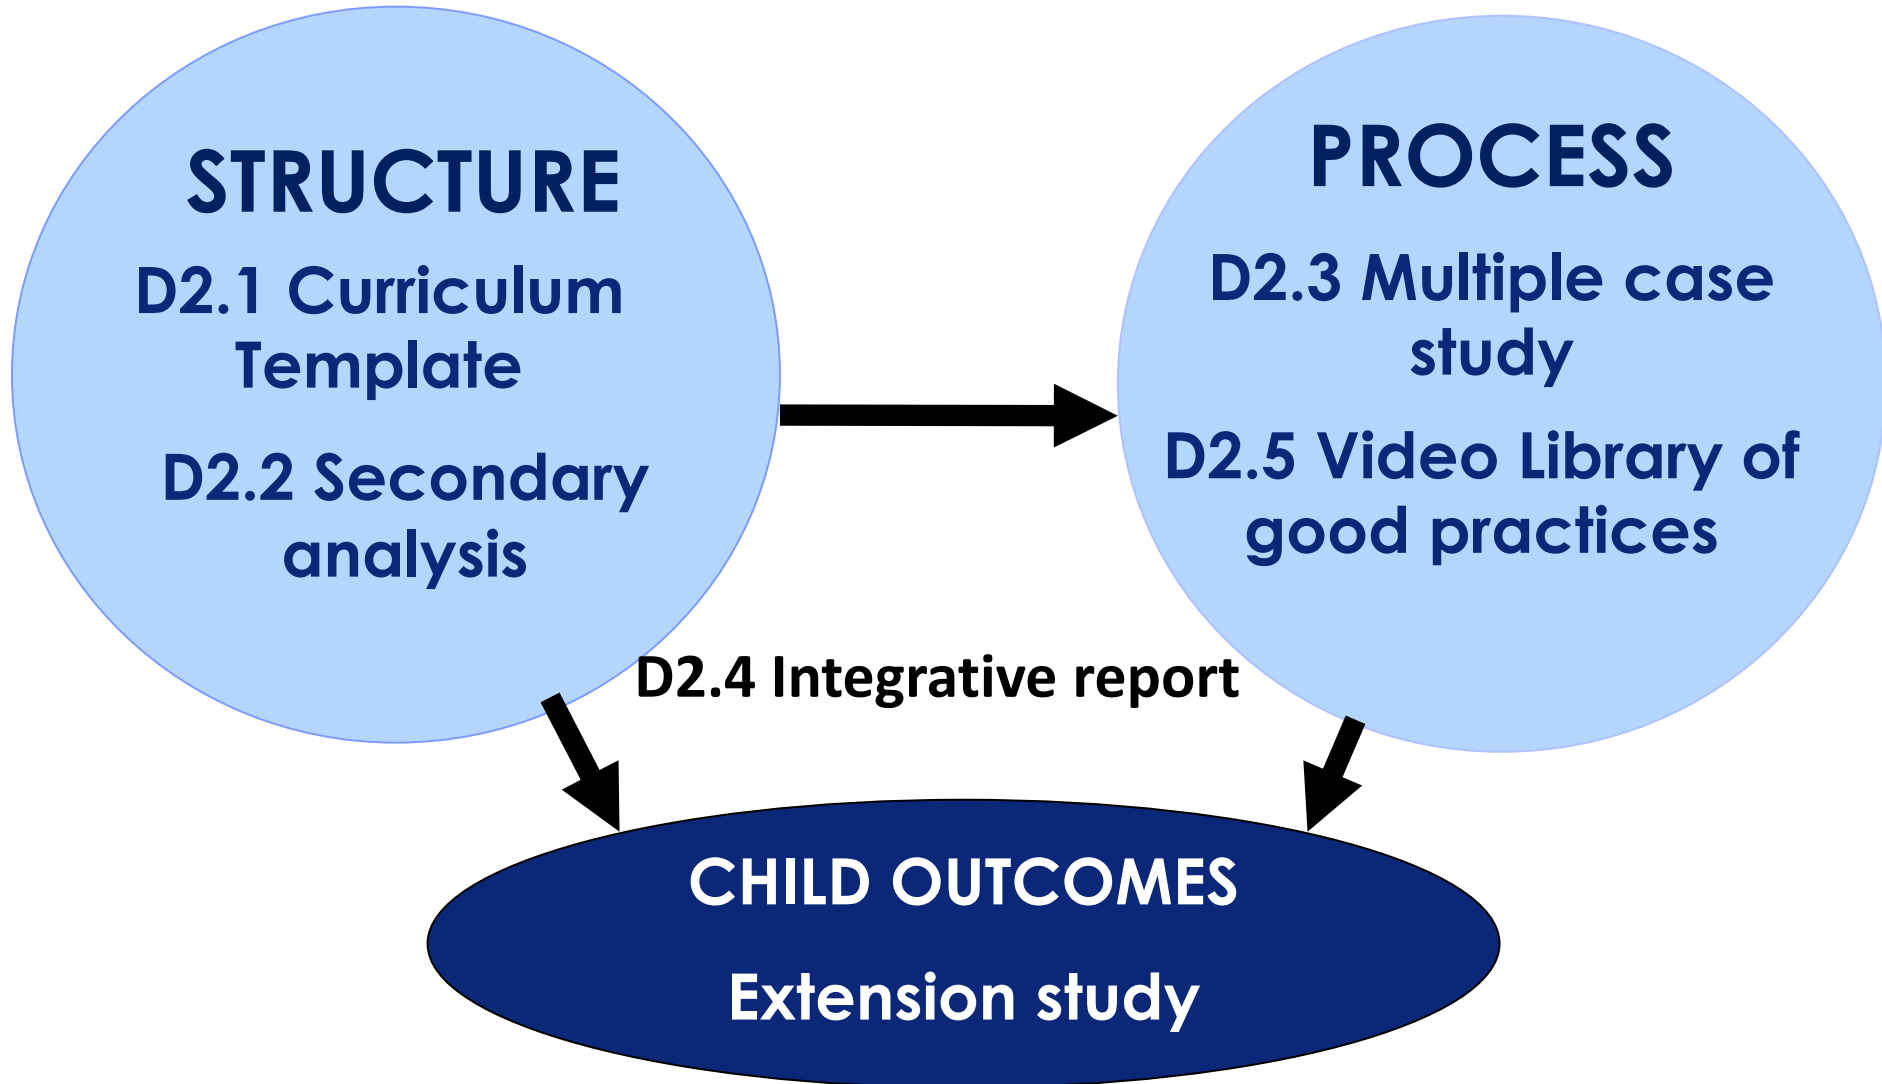 STRUCTURE
D2.1 Curriculum
Template
D2.2 Secondary
analysis
PROCESS
D2.3 Multiple case
study
D2.5 Video Library of
good practices
D2.4 Integrative report
CHILD OUTCOMES
Extension study